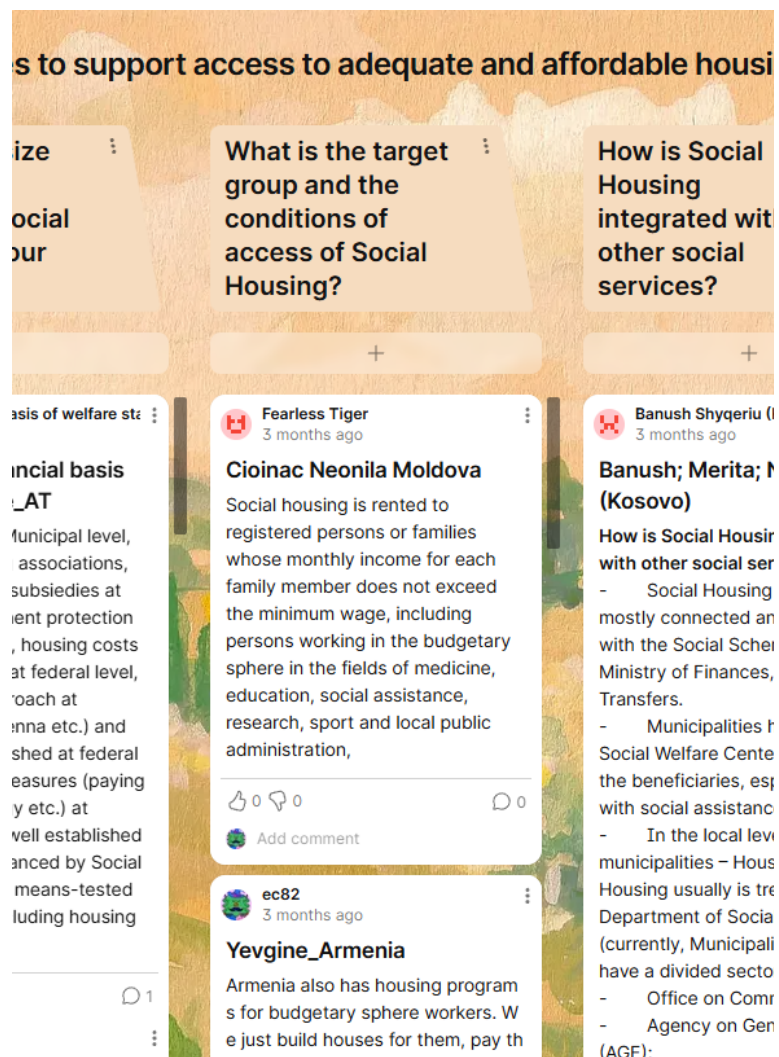 s to support access to adequate and affordable housi
ize
ocial
our
What is the target
group and the
conditions of
access of Social
Housing?
How is Social
Housing
integrated wit
other social
services?
+
+
asis of welfare sta
ancial basis
e_AT
Municipal level,
associations,
subsiedies at
ent protection
, housing costs
at federal level,
roach at
enna etc.) and
shed at federal
easures (paying
y etc.) at
well established
anced by Social
means-tested
luding housing
1
Fearless Tiger
3 months ago
Cioinac Neonila Moldova
Social housing is rented to
registered persons or families
whose monthly income for each
family member does not exceed
the minimum wage, including
persons working in the budgetary
sphere in the fields of medicine,
education, social assistance,
research, sport and local public
administration,
0 0 0
Add comment
ec82
3 months ago
Yevgine_Armenia
Armenia also has housing program
s for budgetary sphere workers. W
e just build houses for them, pay th
Banush Shyqeriu (
3 months ago
Banush; Merita; N
(Kosovo)
How is Social Housin
with other social ser
- Social Housing
mostly connected an
with the Social Schem
Ministry of Finances,
Transfers.
- Municipalities h
Social Welfare Cente
the beneficiaries, esp
with social assistance
- In the local leve
municipalities – Hous
Housing usually is tre
Department of Socia
(currently, Municipali
have a divided secto
- Office on Comm
- Agency on Gen
(AGE);